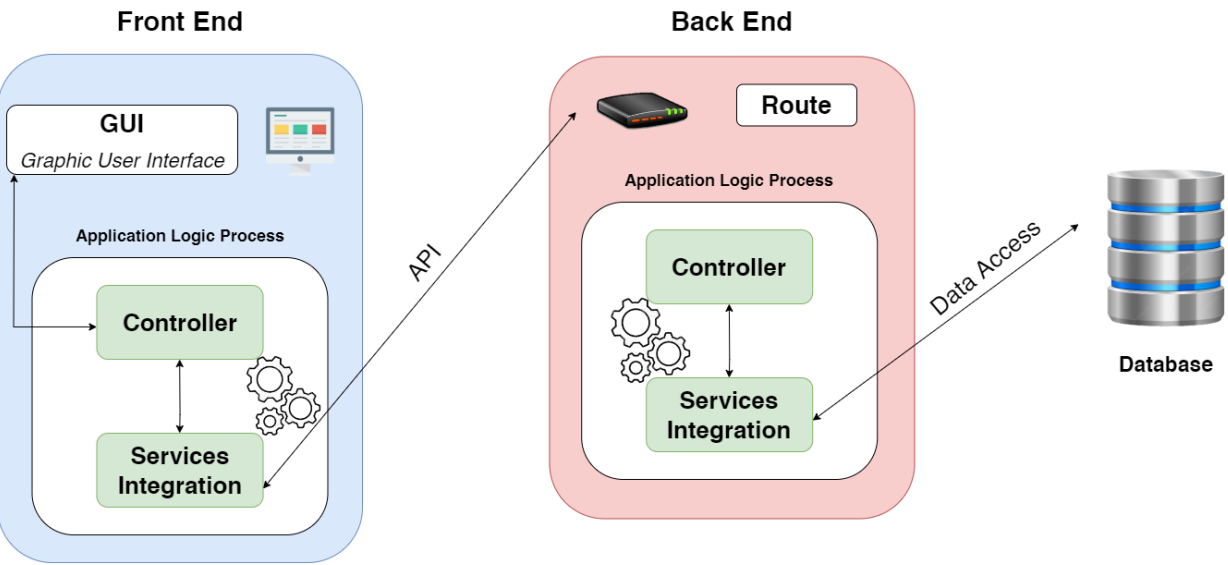 Front End
GUI
Graphic User Interface
Application Logic Process
Controller
Services
Integration
API
Back End
Route
Application Logic Process
Controller
Services
Integration
Data Access
Database